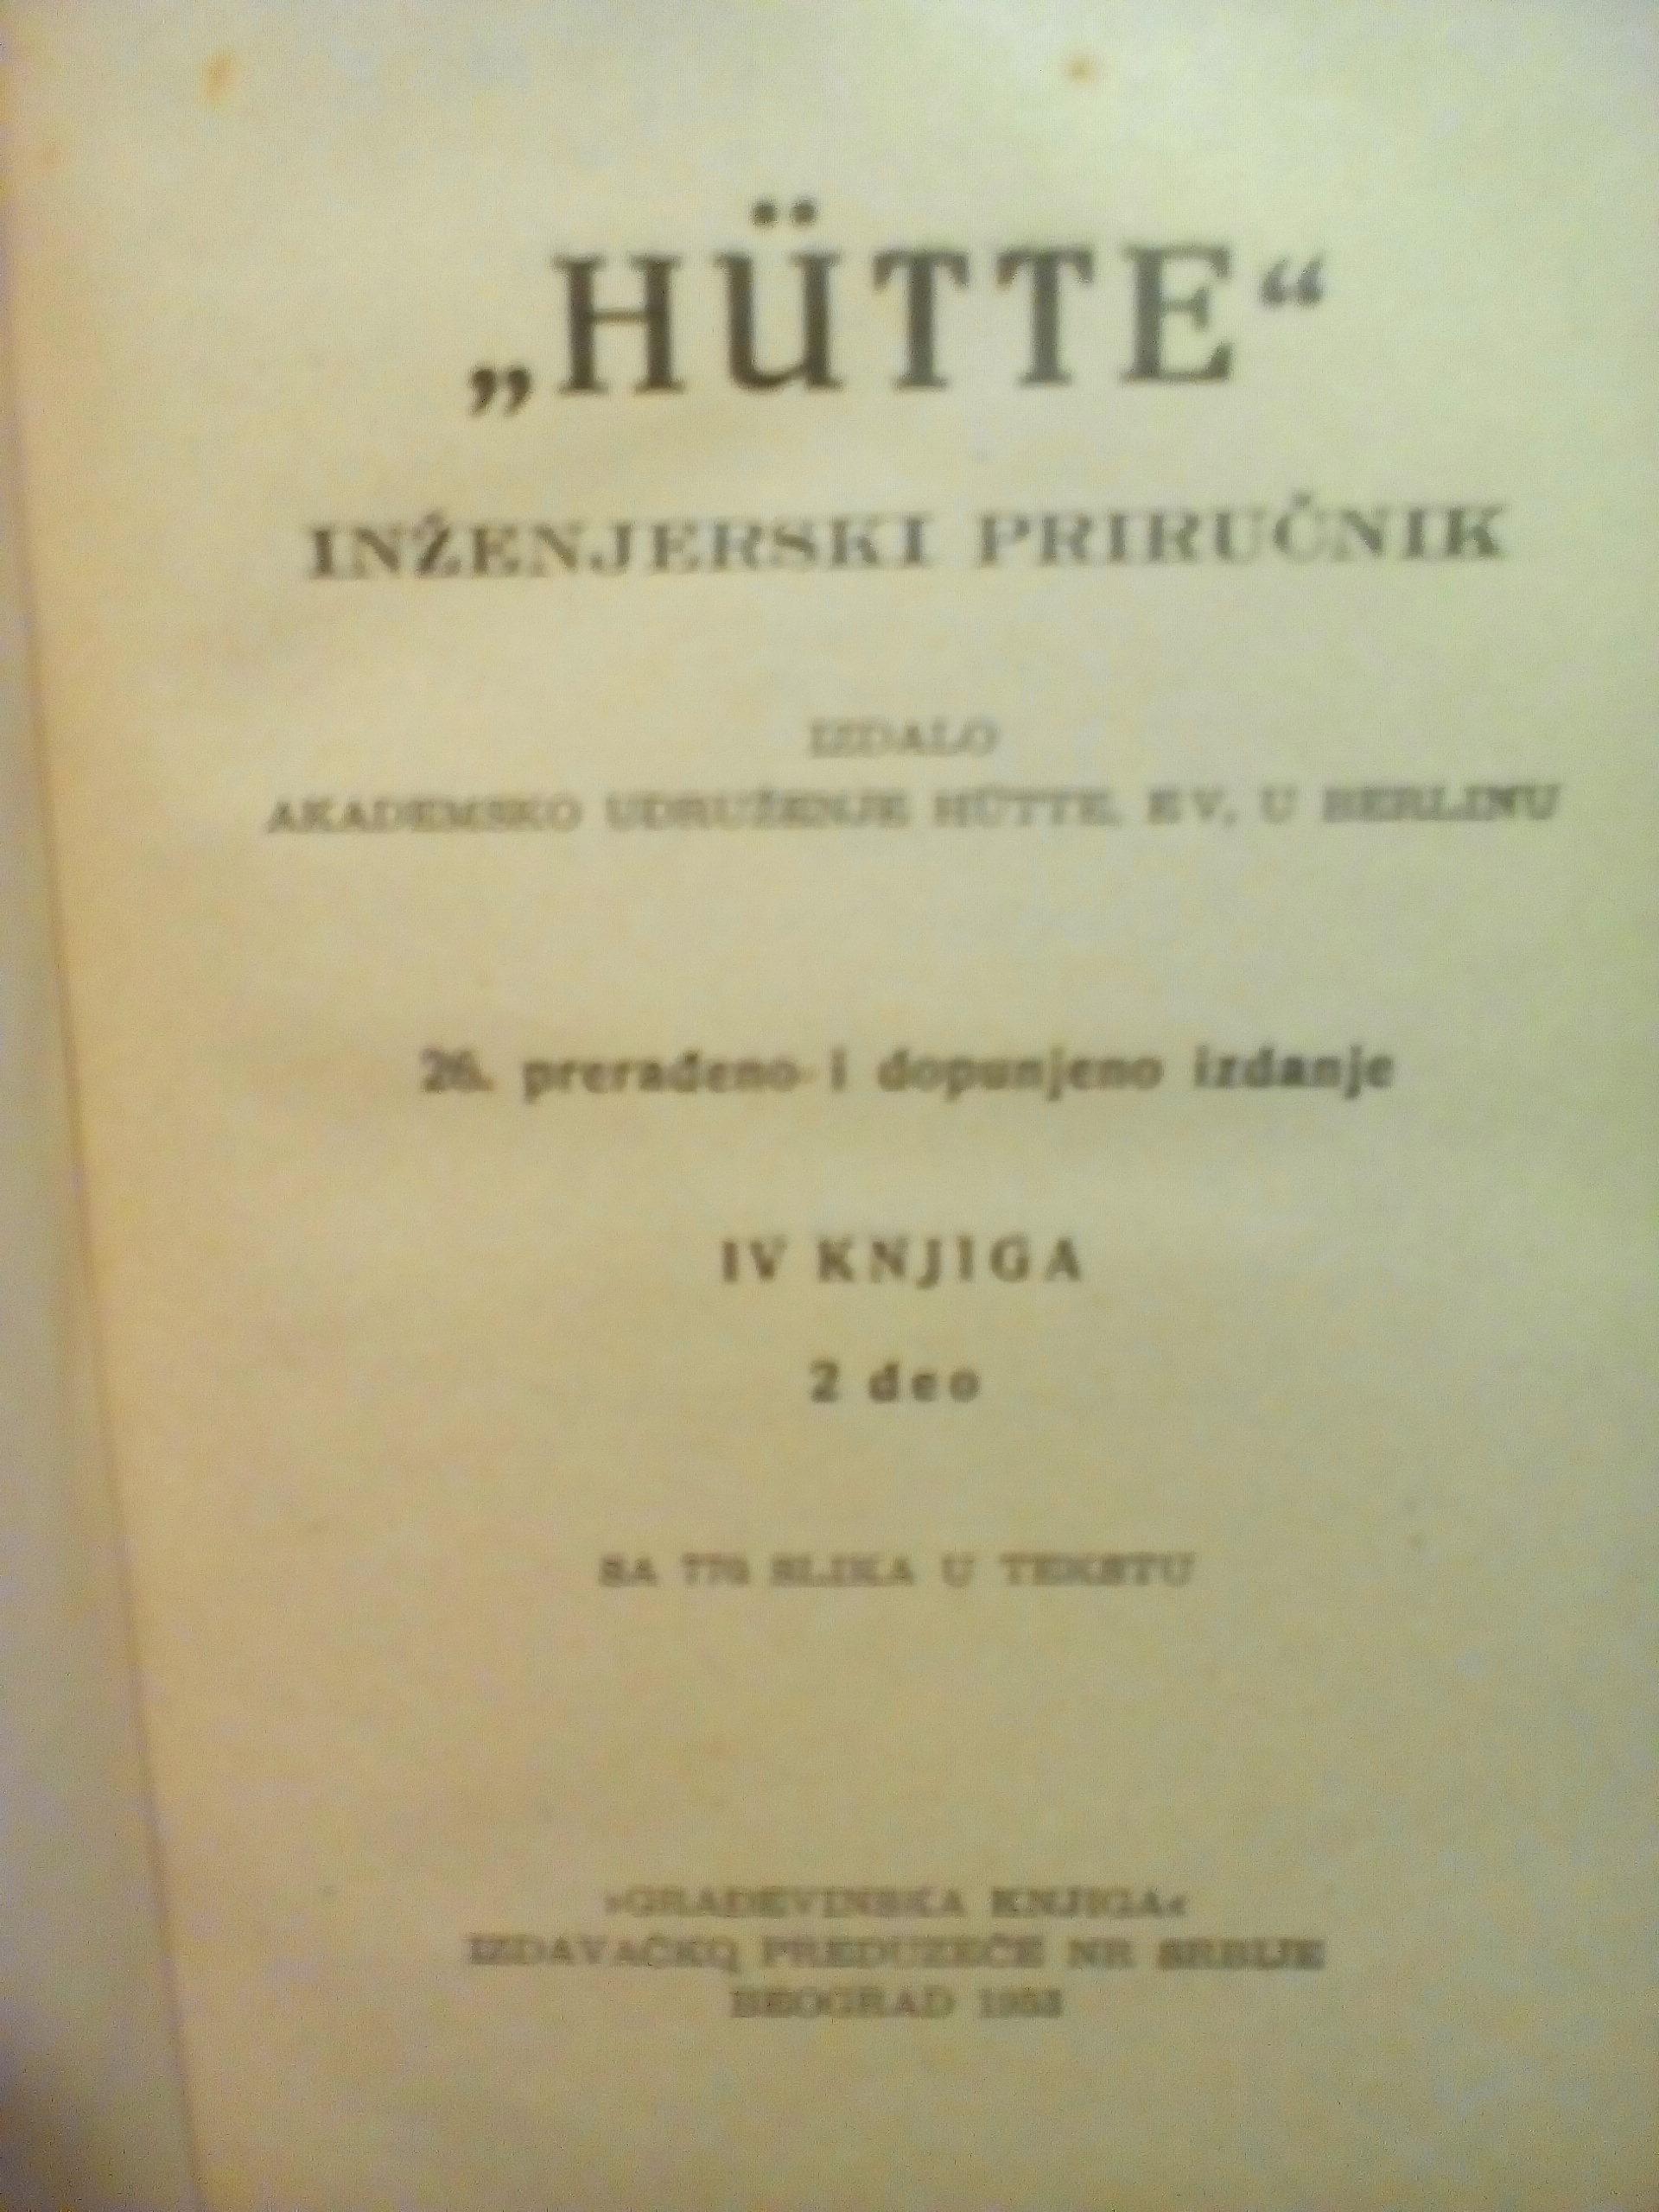 „HÜTTE“
INŽENJERSKI PRIRUČNIK
IZDALO
AKADEMSKO UDRUŽENJE HÜTTE, EV, U BERLINU
26. prerađeno i dopunjeno izdanje
IV KNJIGA
2 deo
SA SLIKA U TEKSTU
»GRAĐEVINSKA KNJIGA«
IZDAVAČKO PREDUZEĆE NR SRBIJE
BEOGRAD 1953